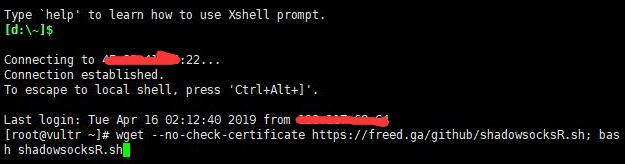 Type `help' to learn how to use Xshell prompt.
[d:\~]$
Connecting to :22...
Connection established.
To escape to local shell, press 'Ctrl+Alt+]'.
Last login: Tue Apr 16 02:12:40 2019 from
[root@vultr ~]# wget --no-check-certificate https://freed.ga/github/shadowsocksR.sh; bas
h shadowsocksR.sh